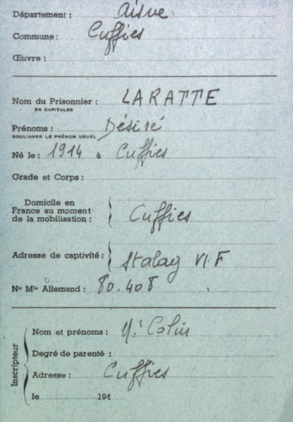 Département : Aisne
Commune : Cuffies
Œuvre :
Nom du Prisonnier : LARATTE
EN CAPITALES
Prénoms : Désiré
SOULIGNER LE PRÉNOM USUEL
Né le : 1914 à Cuffies
Grade et Corps :
Domicile en
France au moment
de la mobilisation : Cuffies
Adresse de captivité : Stalag VI.F
No Mle Allemand : 80.408
Inscripteur
Nom et prénoms : Mr Colin
Degré de parenté :
Adresse : Cuffies
le 194